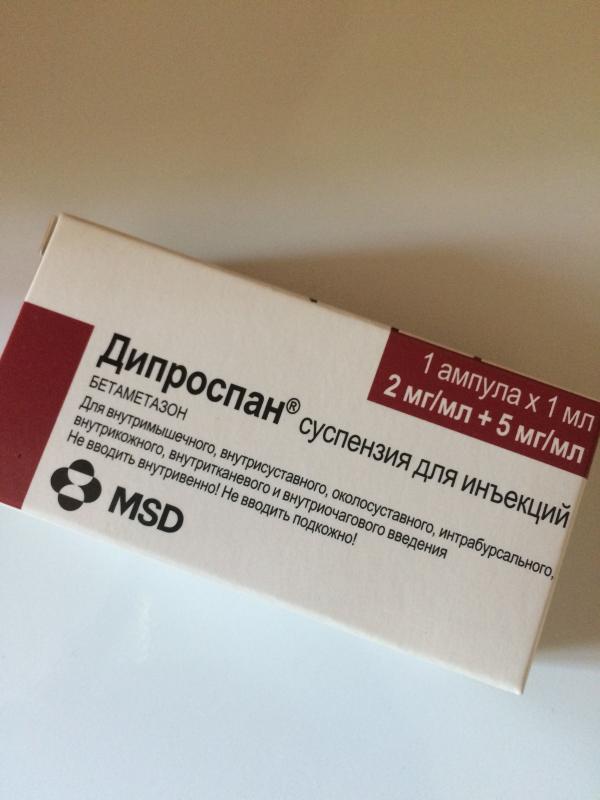 1 ампула x 1 мл
2 мг/мл + 5 мг/мл
Дипроспан® суспензия для инъекций
БЕТАМЕТАЗОН
Для внутримышечного, внутрисуставного, околосуставного, интрабурсального,
внутрикожного, внутритканевого и внутриочагового введения
Не вводить внутривенно! Не вводить подкожно!
MSD